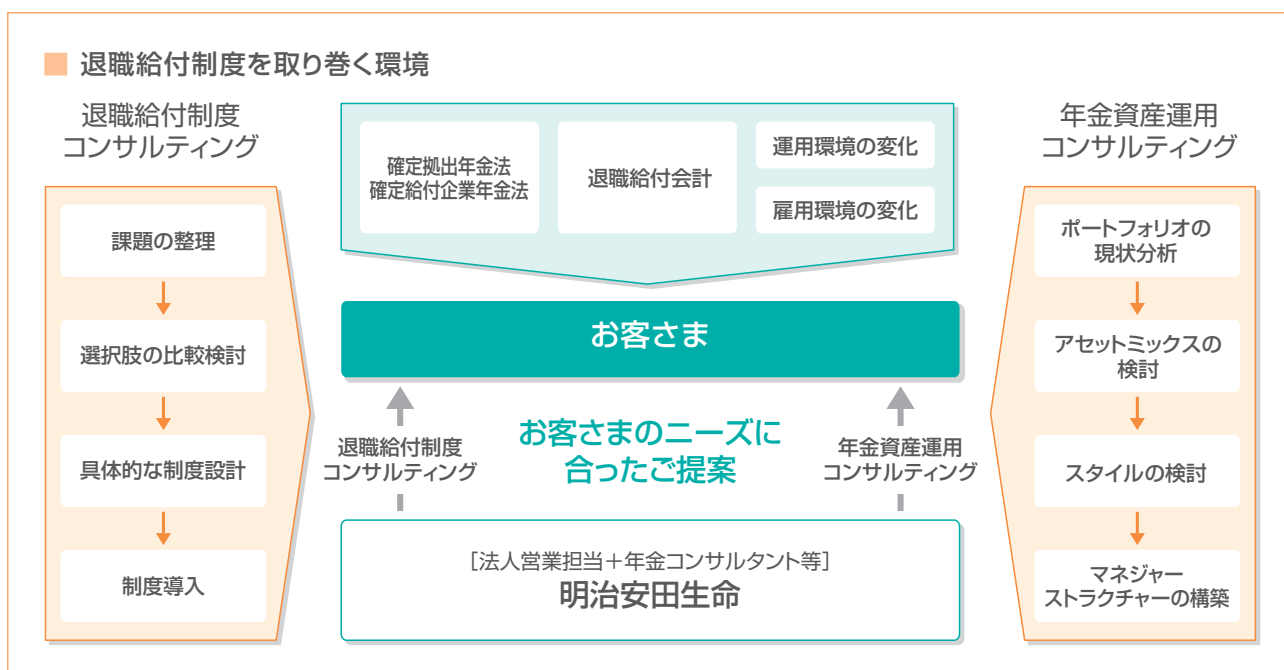 退職給付制度を取り巻く環境
退職給付制度
コンサルティング
課題の整理
選択肢の比較検討
具体的な制度設計
制度導入
確定拠出年金法
確定給付企業年金法
退職給付会計
運用環境の変化
雇用環境の変化
お客さま
退職給付制度
コンサルティング
お客さまのニーズに
合ったご提案
年金資産運用
コンサルティング
[法人営業担当+年金コンサルタント等]
明治安田生命
年金資産運用
コンサルティング
ポートフォリオの
現状分析
アセットミックスの
検討
スタイルの検討
マネジャー
ストラクチャーの構築